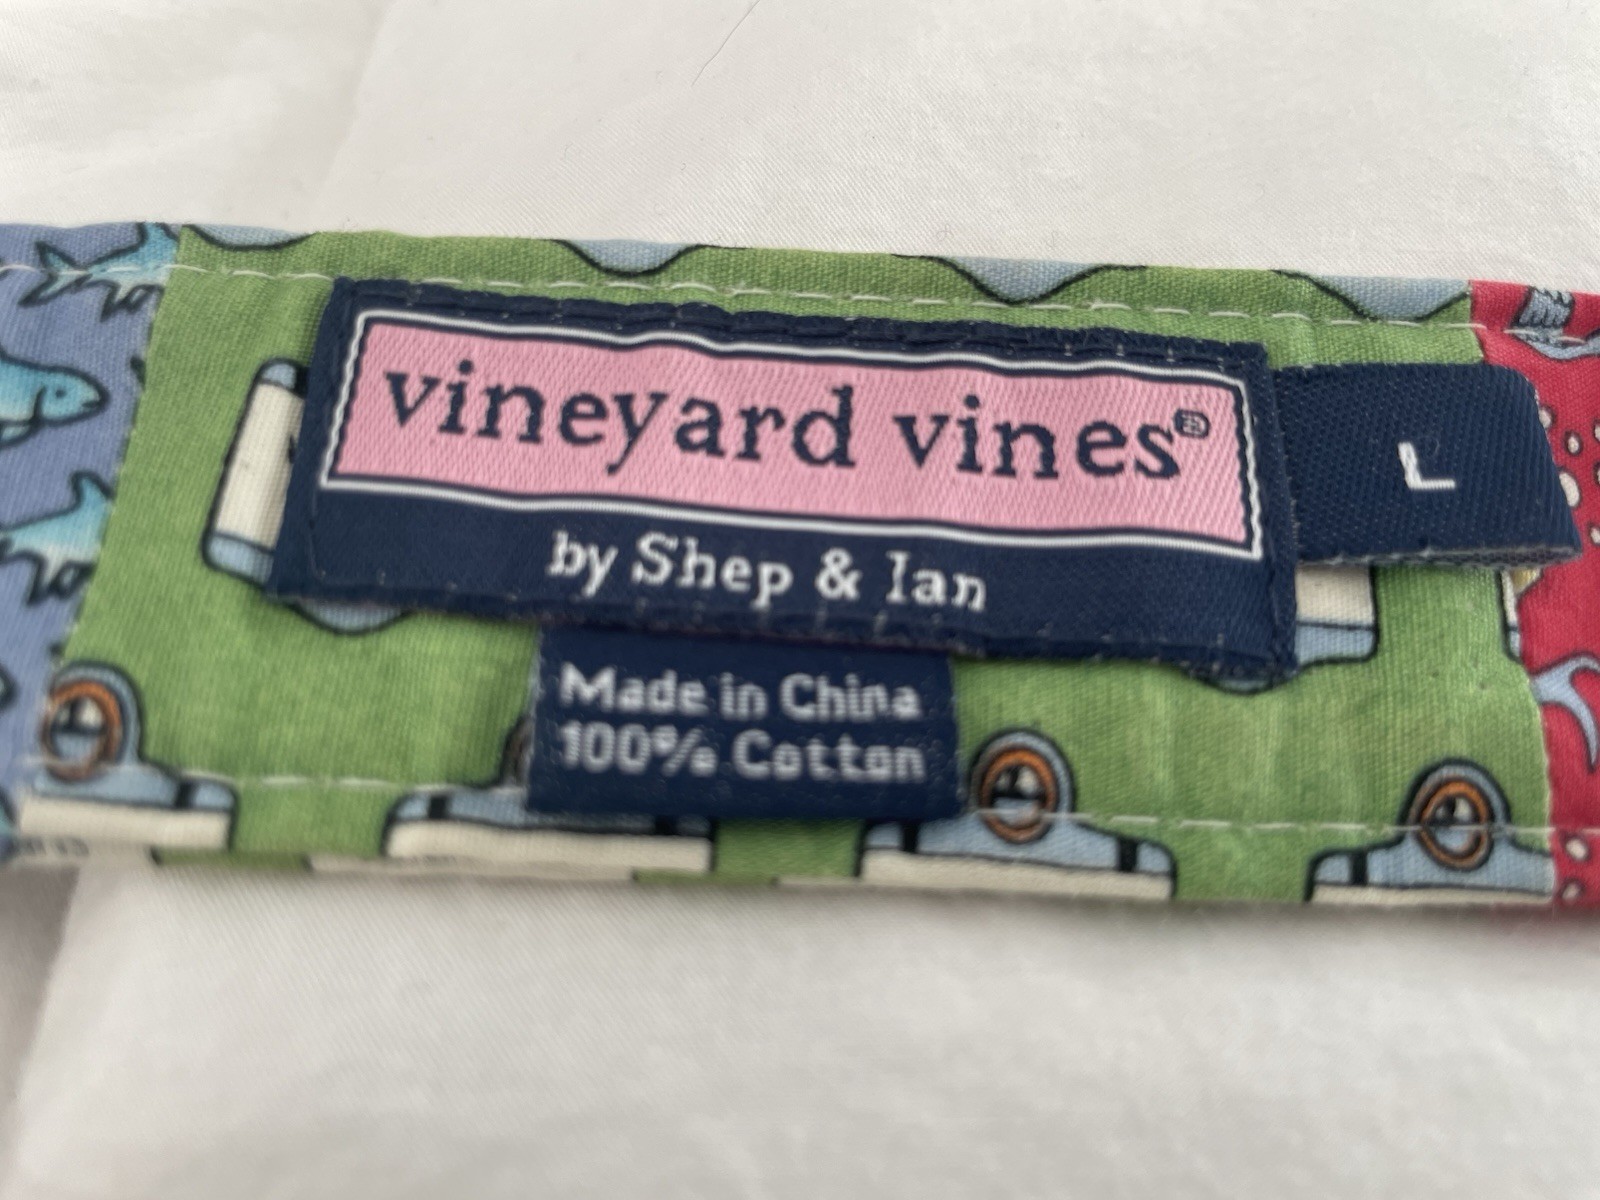 vineyard vines®
by Shep & Ian
L
Made in China
100% Cotton